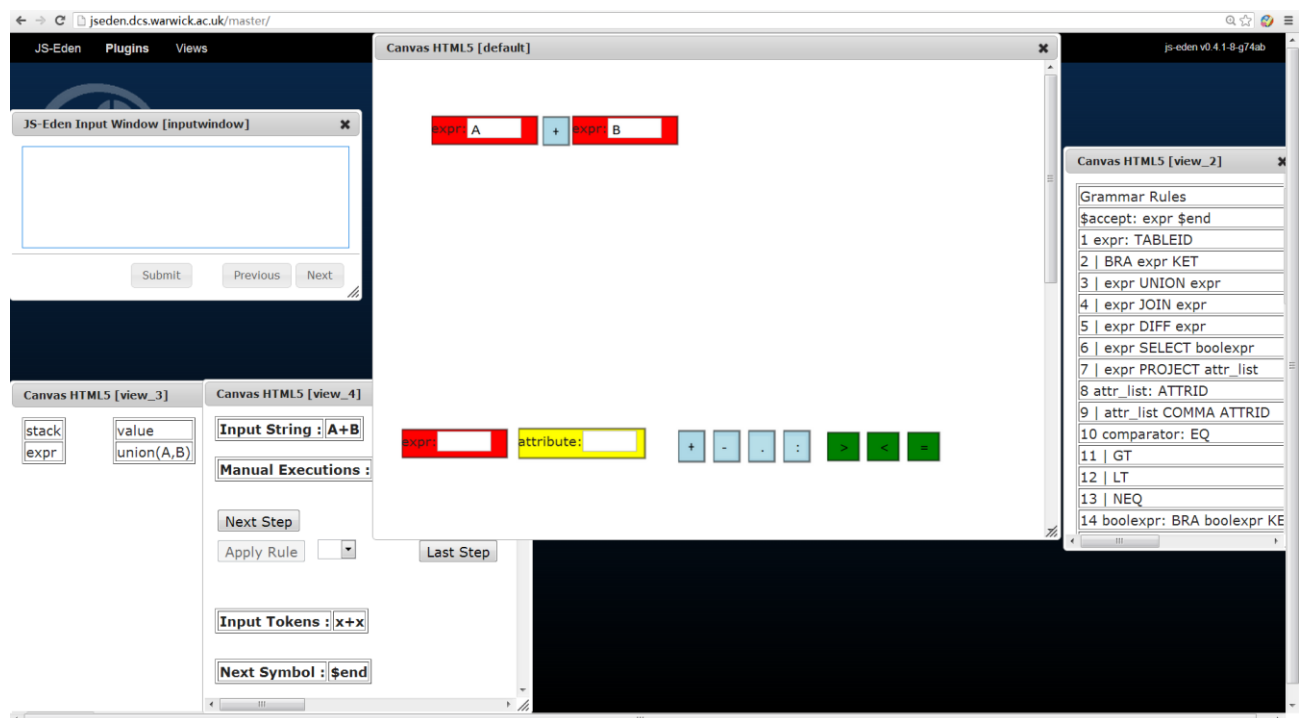 jseden.dcs.warwick.ac.uk/master/
JS-Eden Plugins Views
js-eden v0.4.1-8-g74ab
Canvas HTML5 [default]
expr: A + expr: B
expr: attribute: + - . : > < =
JS-Eden Input Window [inputwindow]
Submit Previous Next
Canvas HTML5 [view_2]
Grammar Rules
$accept: expr $end
1 expr: TABLEID
2 | BRA expr KET
3 | expr UNION expr
4 | expr JOIN expr
5 | expr DIFF expr
6 | expr SELECT boolexpr
7 | expr PROJECT attr_list
8 attr_list: ATTRID
9 | attr_list COMMA ATTRID
10 comparator: EQ
11 | GT
12 | LT
13 | NEQ
14 boolexpr: BRA boolexpr KE
Canvas HTML5 [view_3]
stack value
expr union(A,B)
Canvas HTML5 [view_4]
Input String : A+B
Manual Executions :
Next Step
Apply Rule Last Step
Input Tokens : x+x
Next Symbol : $end